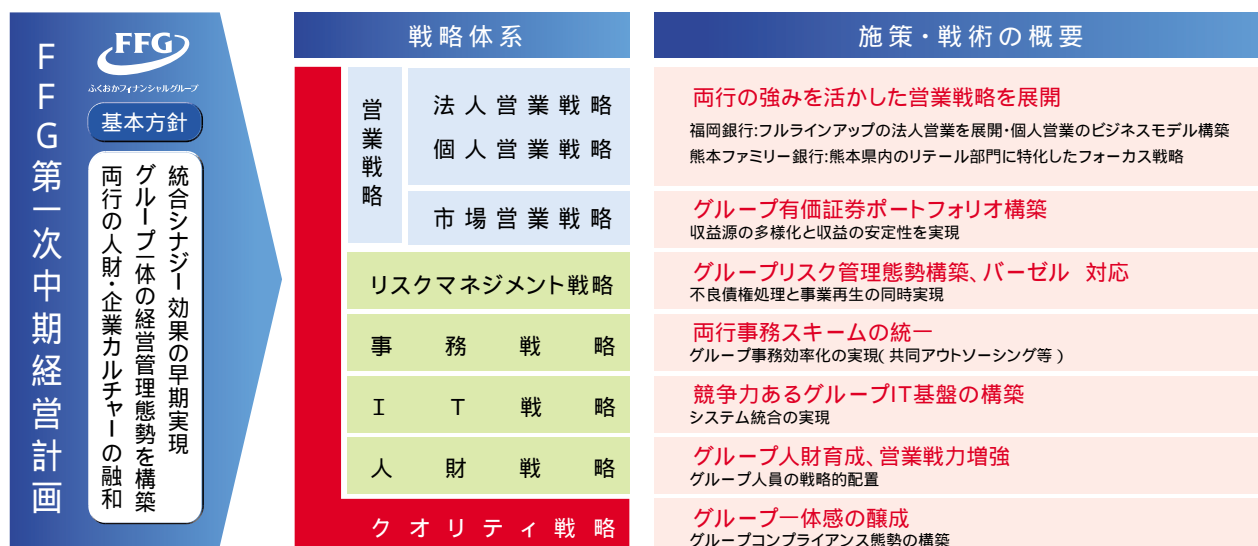 FFG第一次中期経営計画
FFG
ふくおかフィナンシャルグループ
基本方針
統合シナジー効果の早期実現
グループ一体の経営管理態勢を構築
両行の人財・企業カルチャーの融和
戦略体系
営業戦略
法人営業戦略
個人営業戦略
市場営業戦略
リスクマネジメント戦略
事務戦略
IT戦略
人財戦略
クオリティ戦略
施策・戦術の概要
両行の強みを活かした営業戦略を展開
福岡銀行:フルラインアップの法人営業を展開・個人営業のビジネスモデル構築
熊本ファミリー銀行:熊本県内のリテール部門に特化したフォーカス戦略
グループ有価証券ポートフォリオ構築
収益源の多様化と収益の安定性を実現
グループリスク管理態勢構築、バーゼル 対応
不良債権処理と事業再生の同時実現
両行事務スキームの統一
グループ事務効率化の実現(共同アウトソーシング等)
競争力あるグループIT基盤の構築
システム統合の実現
グループ人財育成、営業戦力増強
グループ人員の戦略的配置
グループ一体感の醸成
グループコンプライアンス態勢の構築